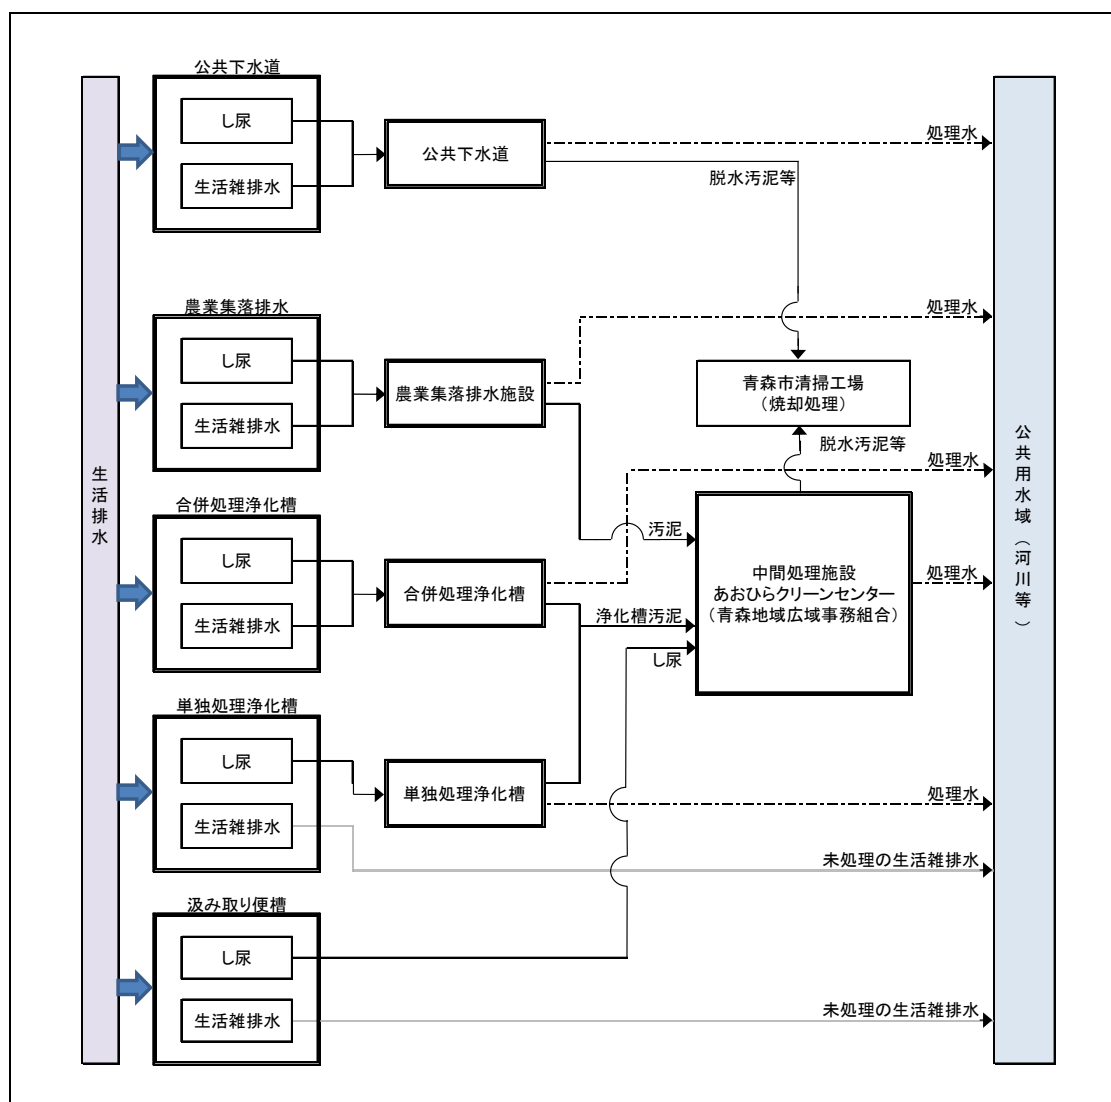 生活排水
公共下水道
し尿
生活雑排水
公共下水道
処理水
脱水汚泥等
農業集落排水
し尿
生活雑排水
農業集落排水施設
処理水
汚泥
青森市清掃工場
（焼却処理）
脱水汚泥等
合併処理浄化槽
し尿
生活雑排水
合併処理浄化槽
処理水
浄化槽汚泥
し尿
中間処理施設
あおひらクリーンセンター
（青森地域広域事務組合）
処理水
単独処理浄化槽
し尿
生活雑排水
単独処理浄化槽
処理水
未処理の生活雑排水
汲み取り便槽
し尿
生活雑排水
未処理の生活雑排水
公共用水域（河川等）